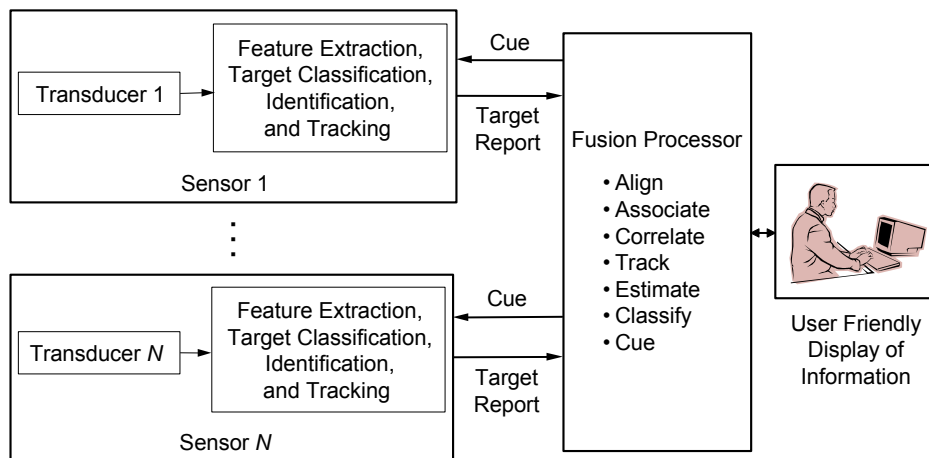 Transducer 1
Feature Extraction,
Target Classification,
Identification,
and Tracking
Sensor 1
Cue
Target
Report
Transducer N
Feature Extraction,
Target Classification,
Identification,
and Tracking
Sensor N
Cue
Target
Report
Fusion Processor
• Align
• Associate
• Correlate
• Track
• Estimate
• Classify
• Cue
User Friendly
Display of
Information